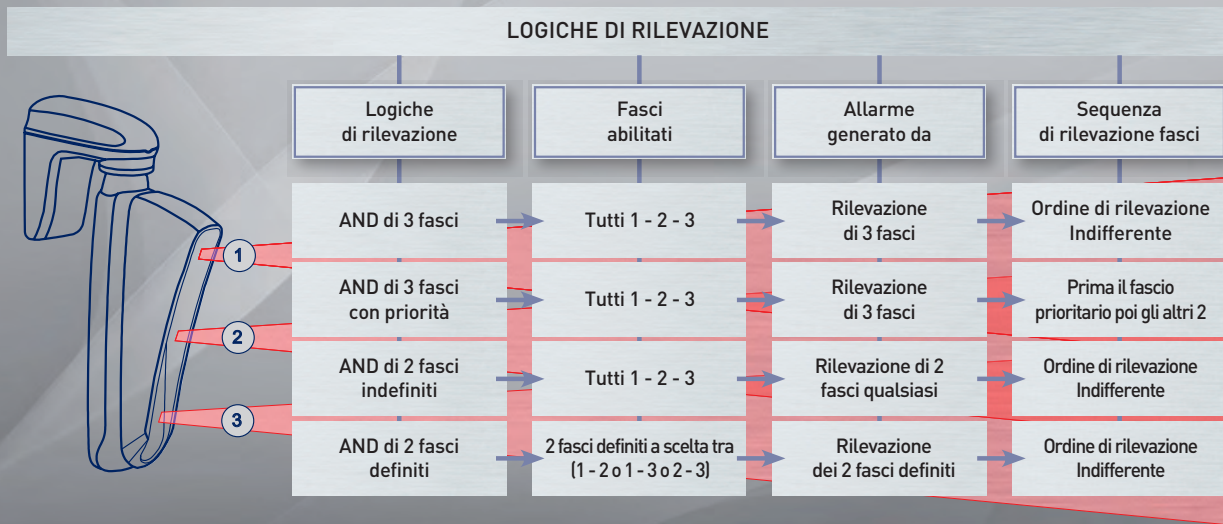 LOGICHE DI RILEVAZIONE
Logiche
di rilevazione
Fasci
abilitati
Allarme
generato da
Sequenza
di rilevazione fasci
AND di 3 fasci
Tutti 1 - 2 - 3
Rilevazione
di 3 fasci
Ordine di rilevazione
Indifferente
1
AND di 3 fasci
con priorità
Tutti 1 - 2 - 3
Rilevazione
di 3 fasci
Prima il fascio
prioritario poi gli altri 2
2
AND di 2 fasci
indefiniti
Tutti 1 - 2 - 3
Rilevazione di 2
fasci qualsiasi
Ordine di rilevazione
Indifferente
3
AND di 2 fasci
definiti
2 fasci definiti a scelta tra
(1 - 2 o 1 - 3 o 2 - 3)
Rilevazione
dei 2 fasci definiti
Ordine di rilevazione
Indifferente